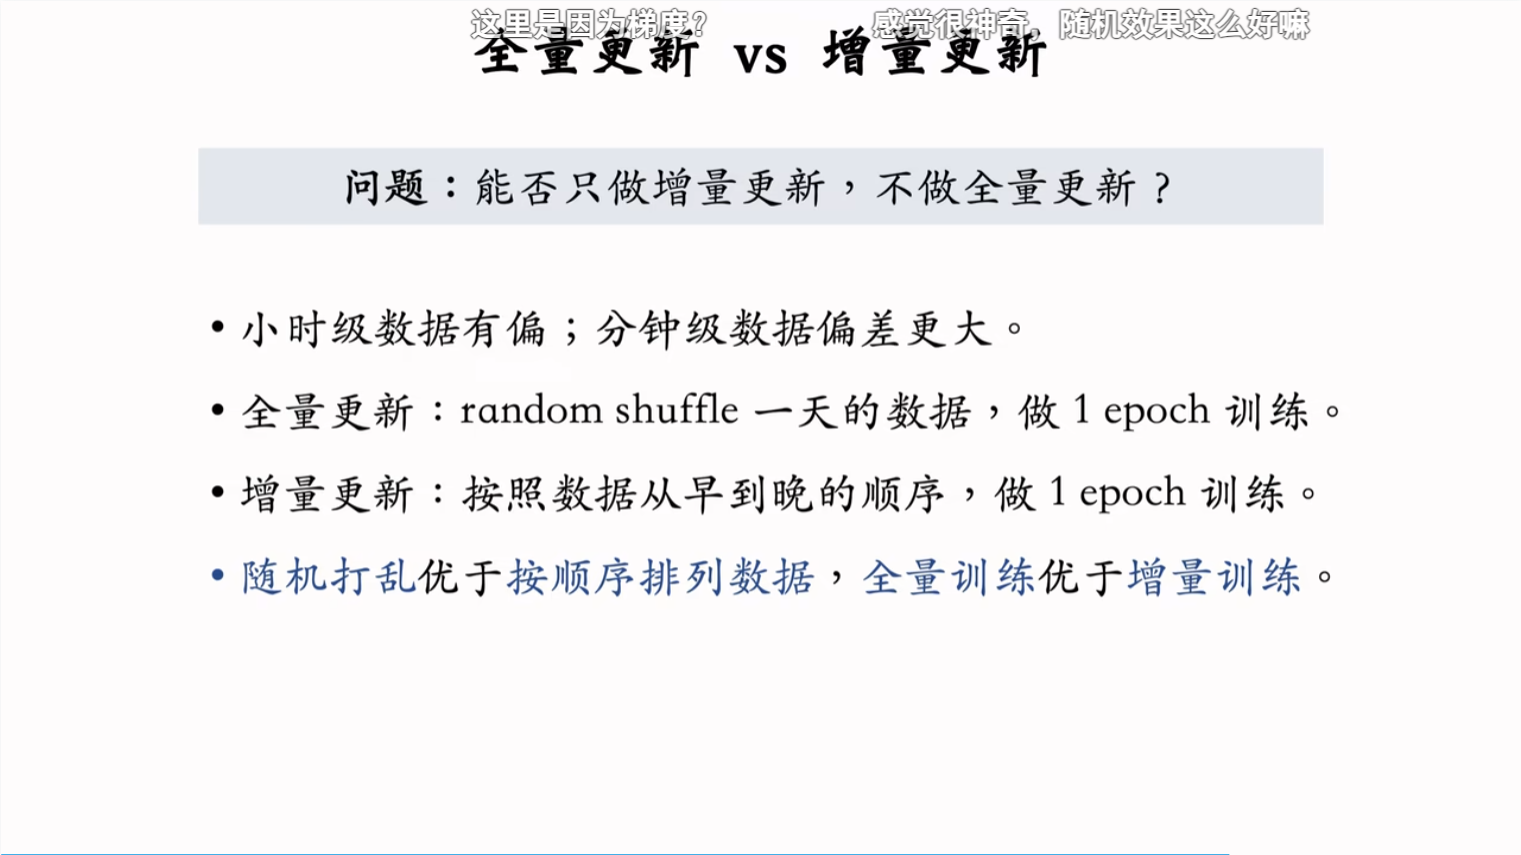 这里是因为梯度？ 感觉很神奇，随机效果这么好嘛
全量更新 vs 增量更新
问题：能否只做增量更新，不做全量更新？
• 小时级数据有偏；分钟级数据偏差更大。
• 全量更新：random shuffle 一天的数据，做 1 epoch 训练。
• 增量更新：按照数据从早到晚的顺序，做 1 epoch 训练。
• 随机打乱优于按顺序排列数据，全量训练优于增量训练。